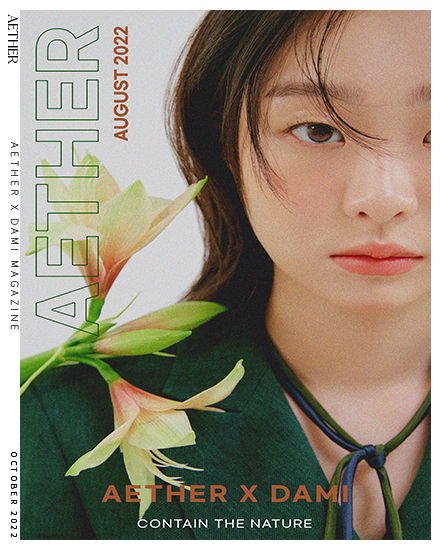 AETHER
AETHER X DAMI MAGAZINE
OCTOBER 2022
AETHER
AUGUST 2022
AETHER X DAMI
CONTAIN THE NATURE